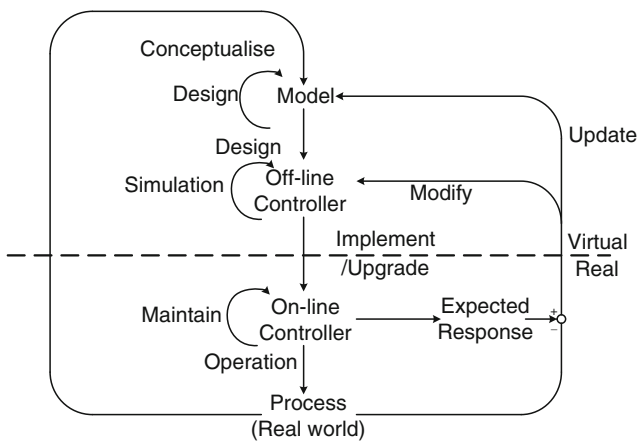 Conceptualise
Design
Model
Update
Design
Simulation
Off-line
Controller
Modify
Implement
/Upgrade
Virtual
Real
Maintain
On-line
Controller
Expected
Response
+
–
Operation
Process
(Real world)